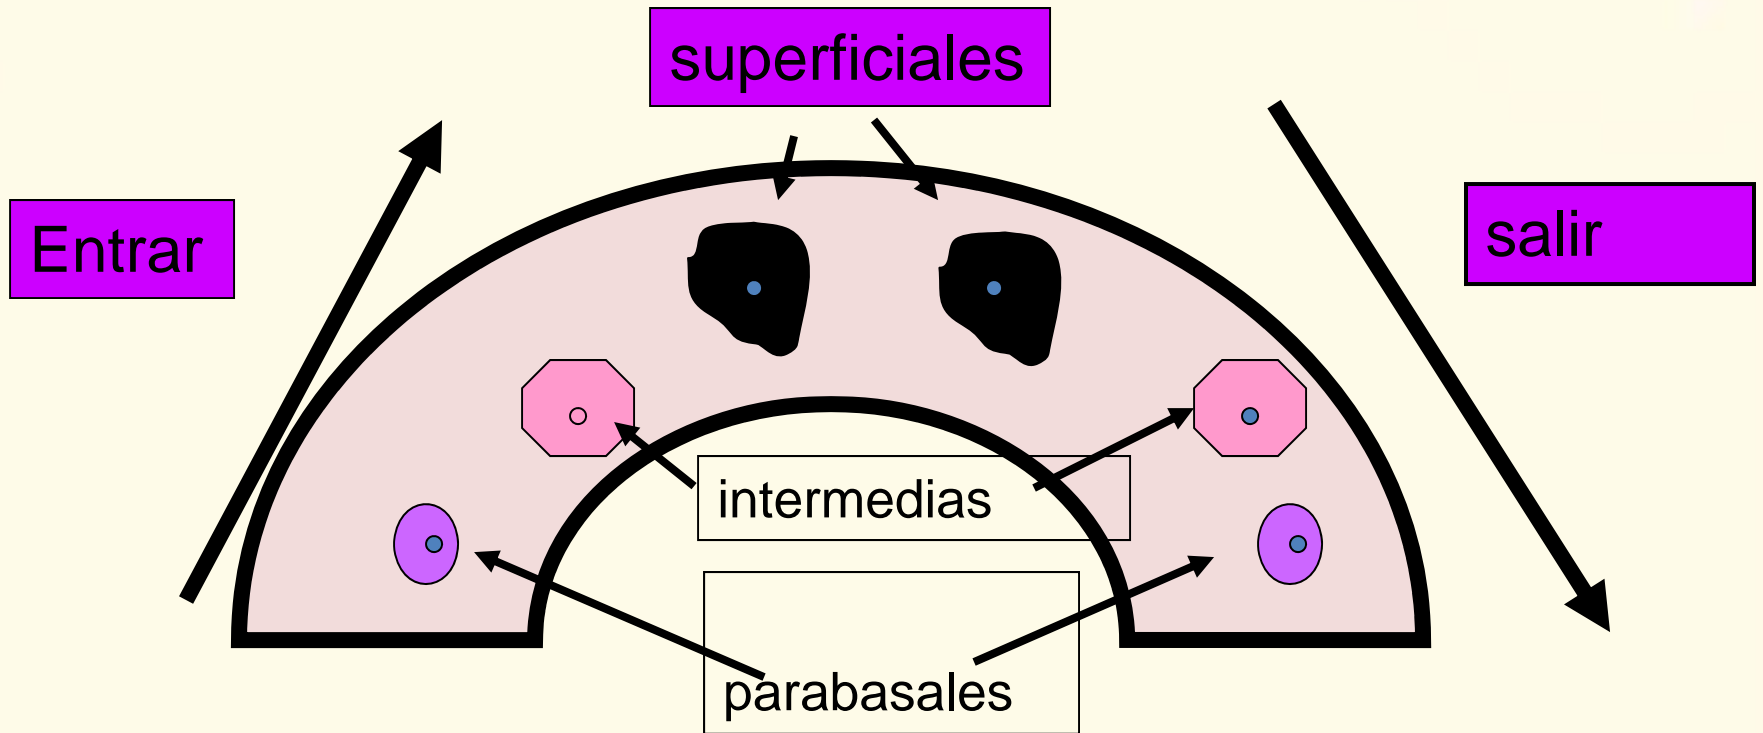 superficiales
Entrar
salir
intermedias
parabasales